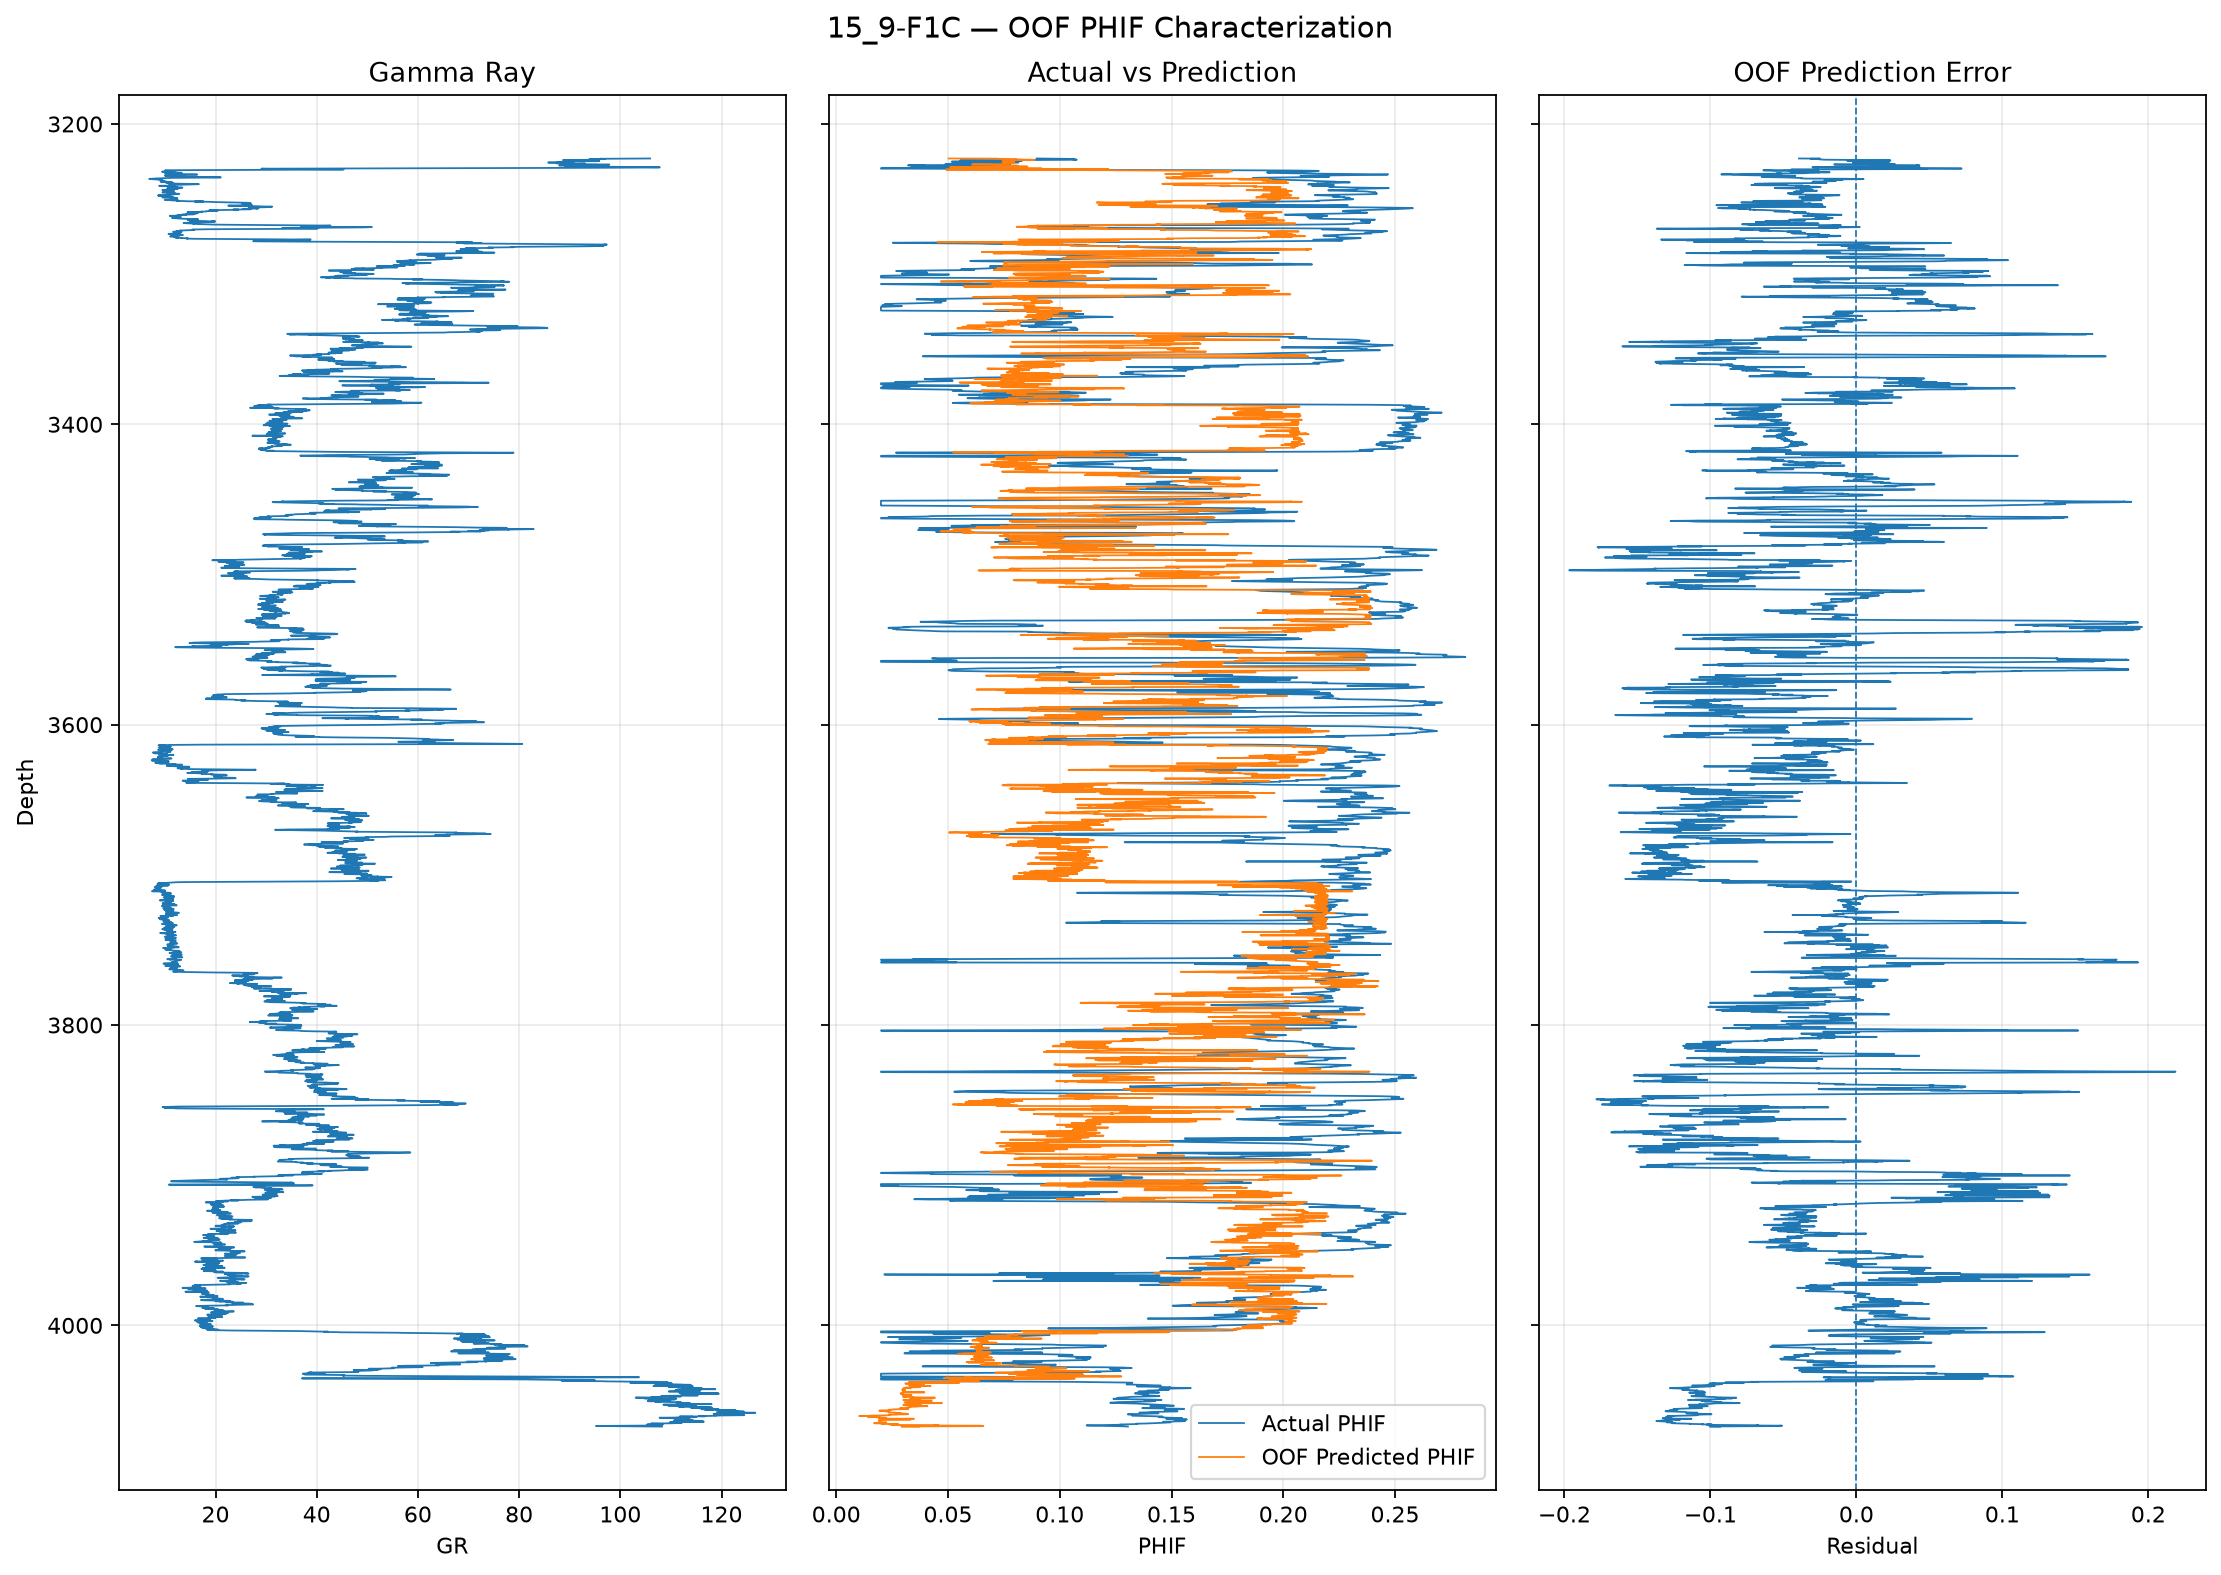 15_9-F1C — OOF PHIF Characterization
Gamma Ray
Actual vs Prediction
OOF Prediction Error
3200
3400
3600
3800
4000
Depth
Actual PHIF
OOF Predicted PHIF
20 40 60 80 100 120
0.00 0.05 0.10 0.15 0.20 0.25
−0.2 −0.1 0.0 0.1 0.2
GR
PHIF
Residual